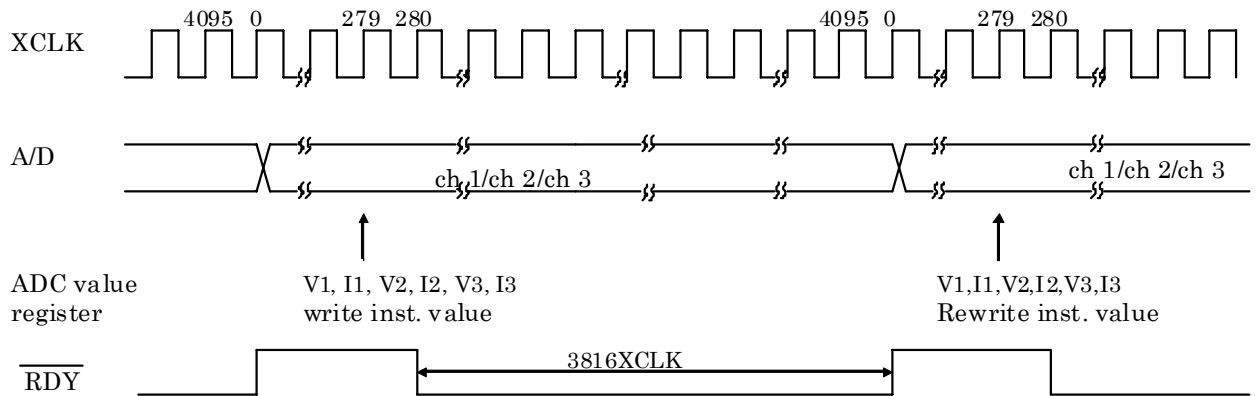 4095 0 279 280 4095 0 279 280
XCLK
A/D
ch 1/ch 2/ch 3 ch 1/ch 2/ch 3
ADC value V1, I1, V2, I2, V3, I3 V1,I1,V2,I2,V3,I3
register write inst. value Rewrite inst. value
3816XCLK
RDY